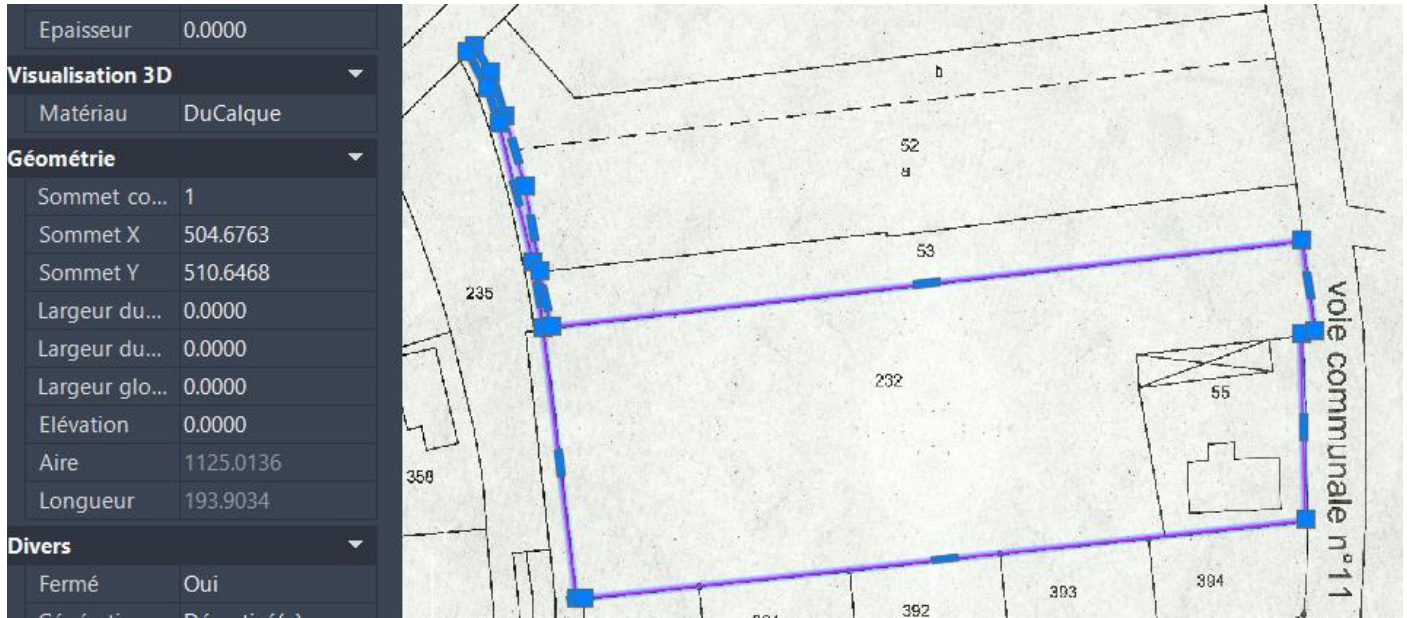 Epaisseur 0.0000
Visualisation 3D
Matériau DuCalque
Géométrie
Sommet co... 1
Sommet X 504.6763
Sommet Y 510.6468
Largeur du... 0.0000
Largeur du... 0.0000
Largeur glo... 0.0000
Elévation 0.0000
Aire 1125.0136
Longueur 193.9034
Divers
Fermé Oui
b
52
a
53
235
232
55
358
voie communale n°11
394
393
392